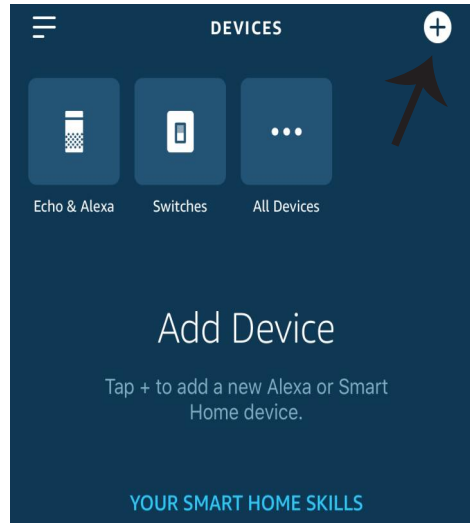 DEVICES
Echo & Alexa Switches All Devices
Add Device
Tap + to add a new Alexa or Smart
Home device.
YOUR SMART HOME SKILLS